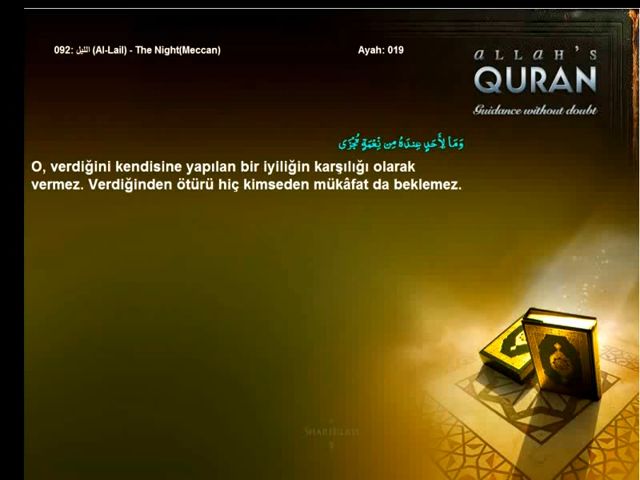 092: الليل (Al-Lail) - The Night(Meccan) Ayah: 019
ALLAH'S
QURAN
Guidance without doubt
وَمَا لِأَحَدٍ عِندَهُ مِن نِّعْمَةٍ تُجْزَى
O, verdiğini kendisine yapılan bir iyiliğin karşılığı olarak
vermez. Verdiğinden ötürü hiç kimseden mükâfat da beklemez.